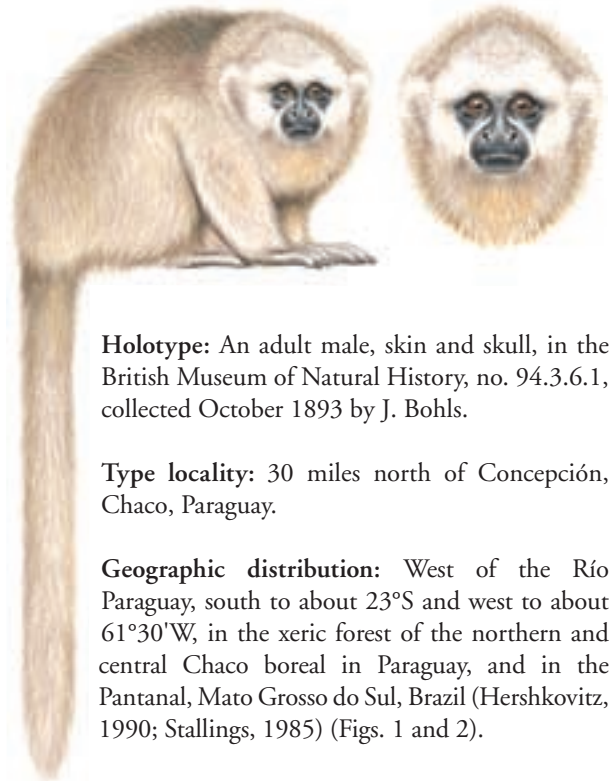 Holotype: An adult male, skin and skull, in the
British Museum of Natural History, no. 94.3.6.1,
collected October 1893 by J. Bohls.
Type locality: 30 miles north of Concepción,
Chaco, Paraguay.
Geographic distribution: West of the Río
Paraguay, south to about 23°S and west to about
61°30'W, in the xeric forest of the northern and
central Chaco boreal in Paraguay, and in the
Pantanal, Mato Grosso do Sul, Brazil (Hershkovitz,
1990; Stallings, 1985) (Figs. 1 and 2).